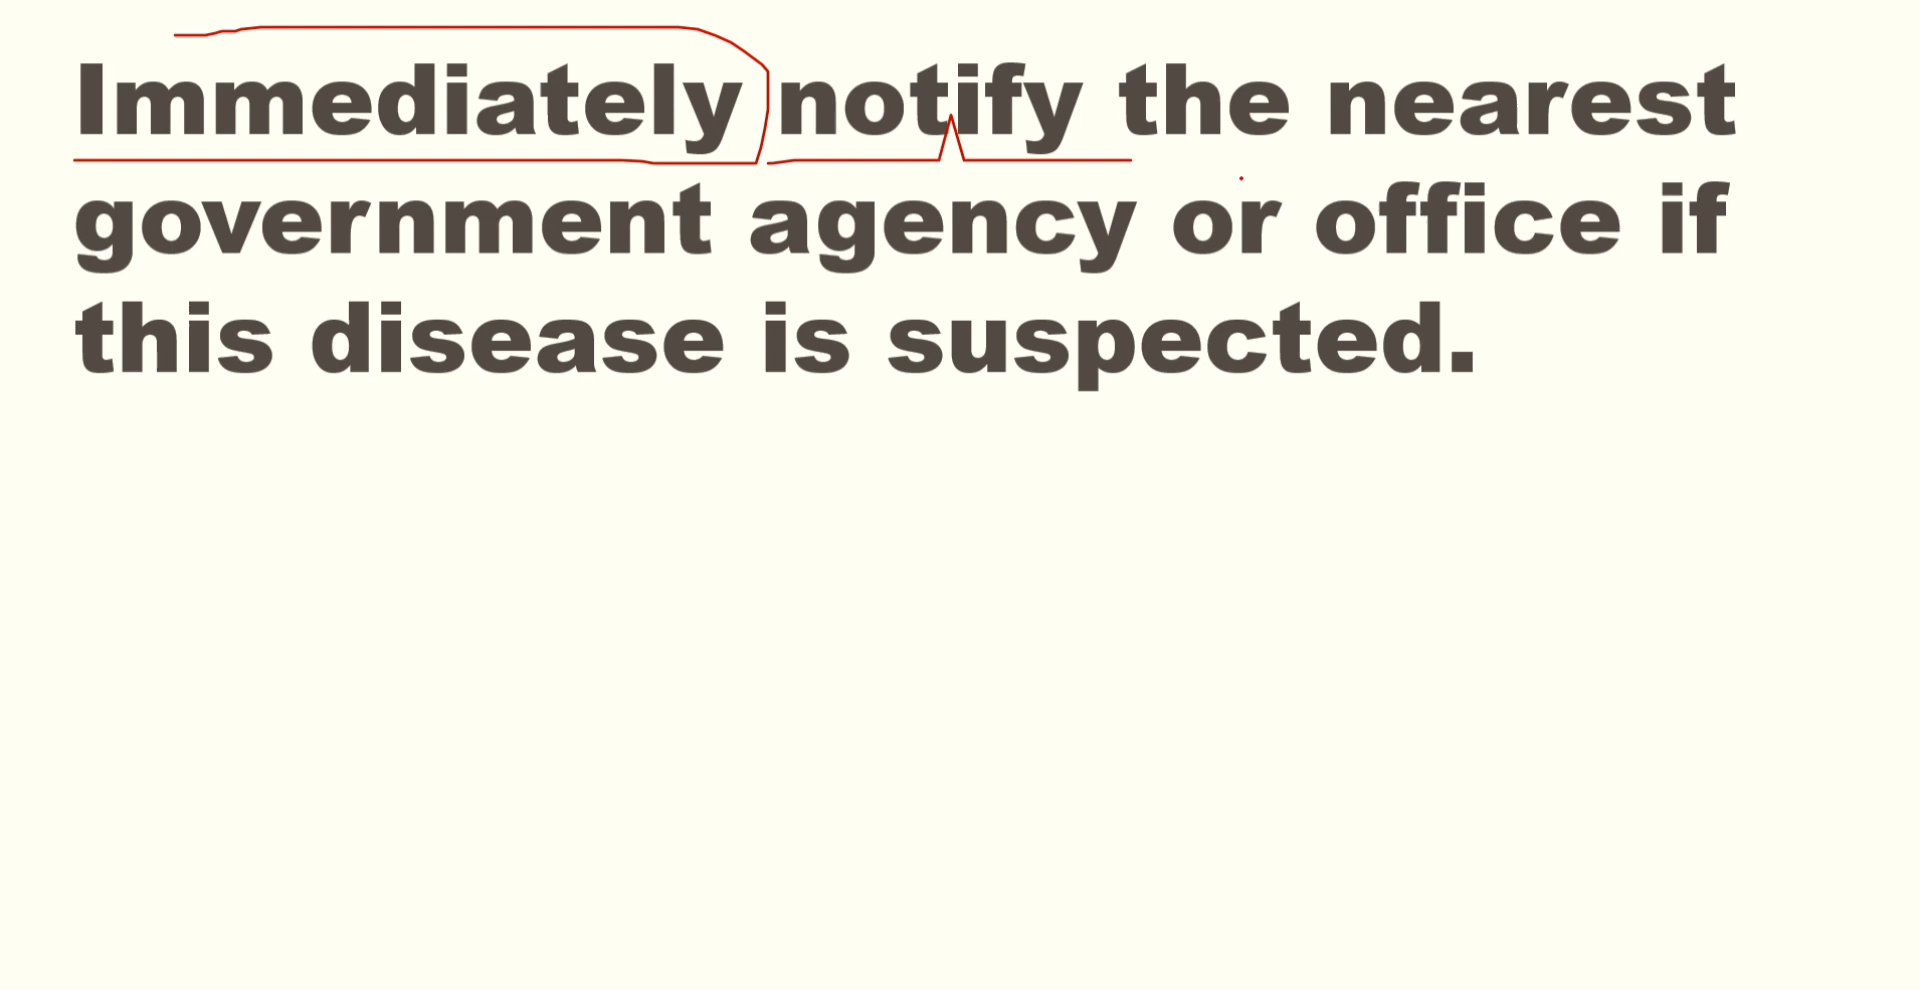 Immediately notify the nearest
government agency or office if
this disease is suspected.